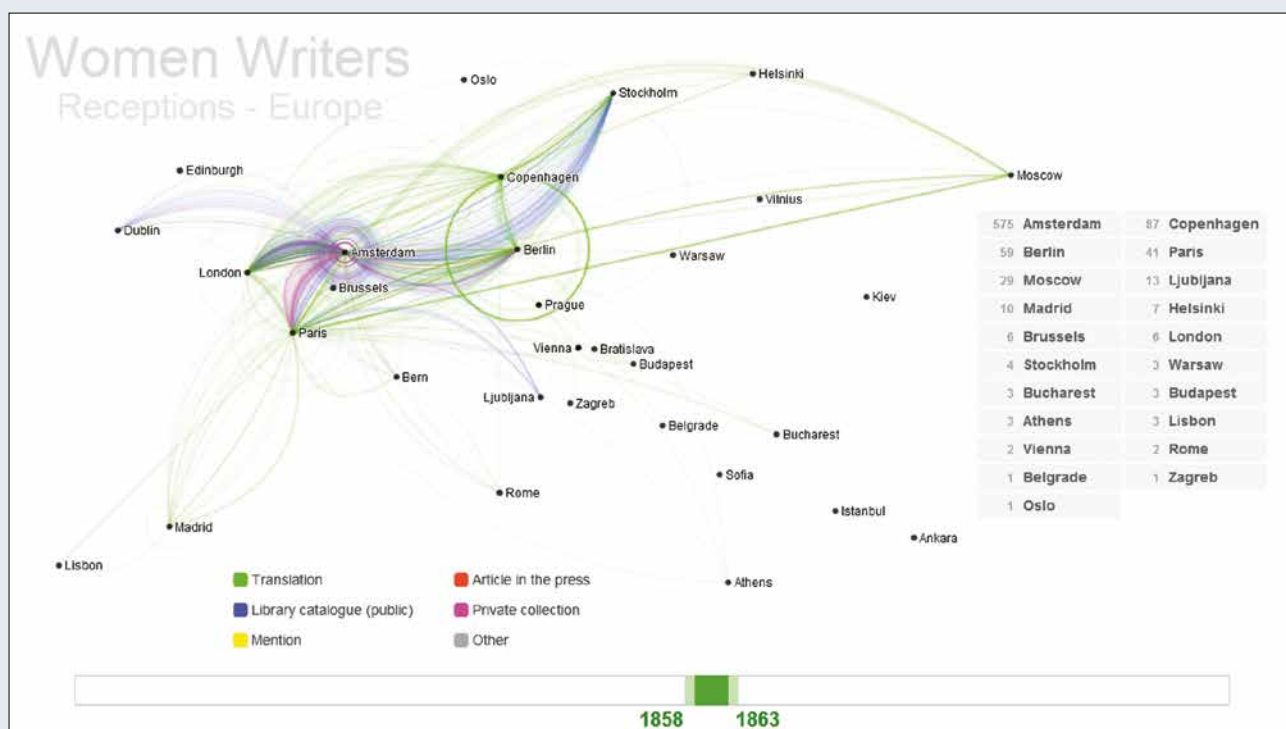 Women Writers
Receptions - Europe
Oslo
Helsinki
Stockholm
Edinburgh
Copenhagen
Moscow
Vilnius
Dublin
Amsterdam
Berlin
Warsaw
London
Brussels
Prague
Kiev
Paris
Vienna
Bratislava
Budapest
Bern
Ljubljana
Zagreb
Belgrade
Bucharest
Sofia
Rome
Istanbul
Madrid
Ankara
Lisbon
Athens
575 Amsterdam 87 Copenhagen
59 Berlin 41 Paris
29 Moscow 13 Ljubljana
10 Madrid 7 Helsinki
6 Brussels 6 London
4 Stockholm 3 Warsaw
3 Bucharest 3 Budapest
3 Athens 3 Lisbon
2 Vienna 2 Rome
1 Belgrade 1 Zagreb
1 Oslo
Translation Article in the press
Library catalogue (public) Private collection
Mention Other
1858 1863